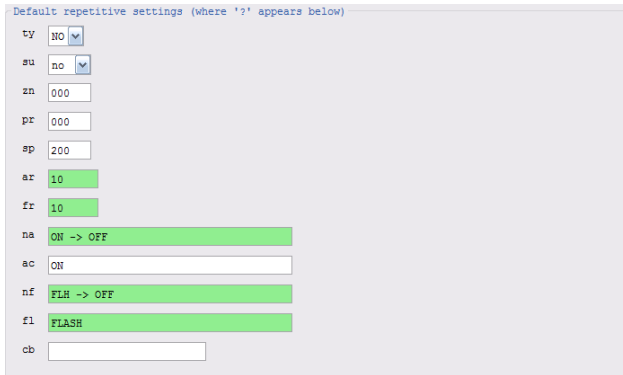 Default repetitive settings (where '?' appears below)
ty NO
su no
zn 000
pr 000
sp 200
ar 10
fr 10
na ON -> OFF
ac ON
nf FLH -> OFF
fl FLASH
cb